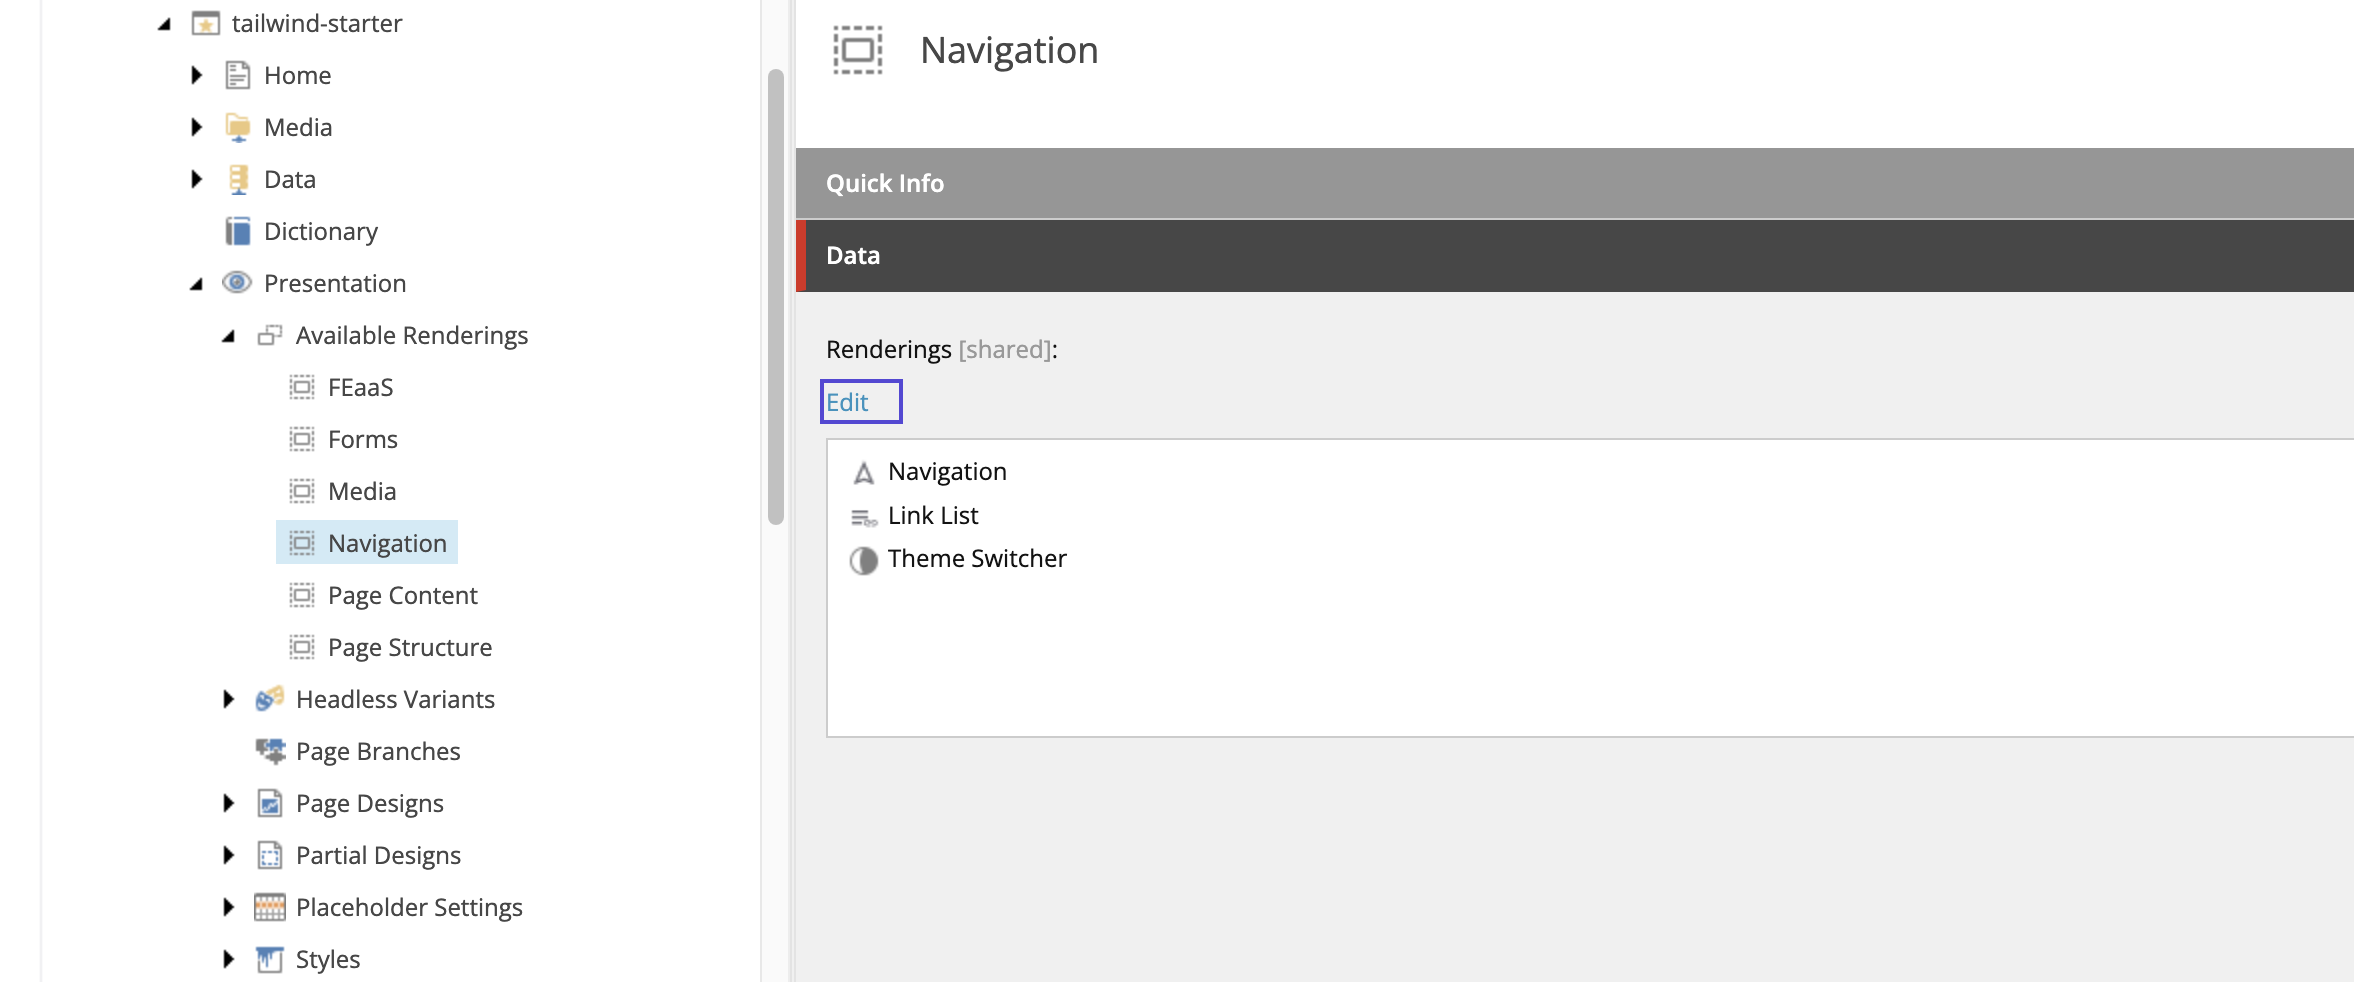 tailwind-starter
Home
Media
Data
Dictionary
Presentation
Available Renderings
FEaaS
Forms
Media
Navigation
Page Content
Page Structure
Headless Variants
Page Branches
Page Designs
Partial Designs
Placeholder Settings
Styles
Navigation
Quick Info
Data
Renderings [shared]:
Edit
Navigation
Link List
Theme Switcher